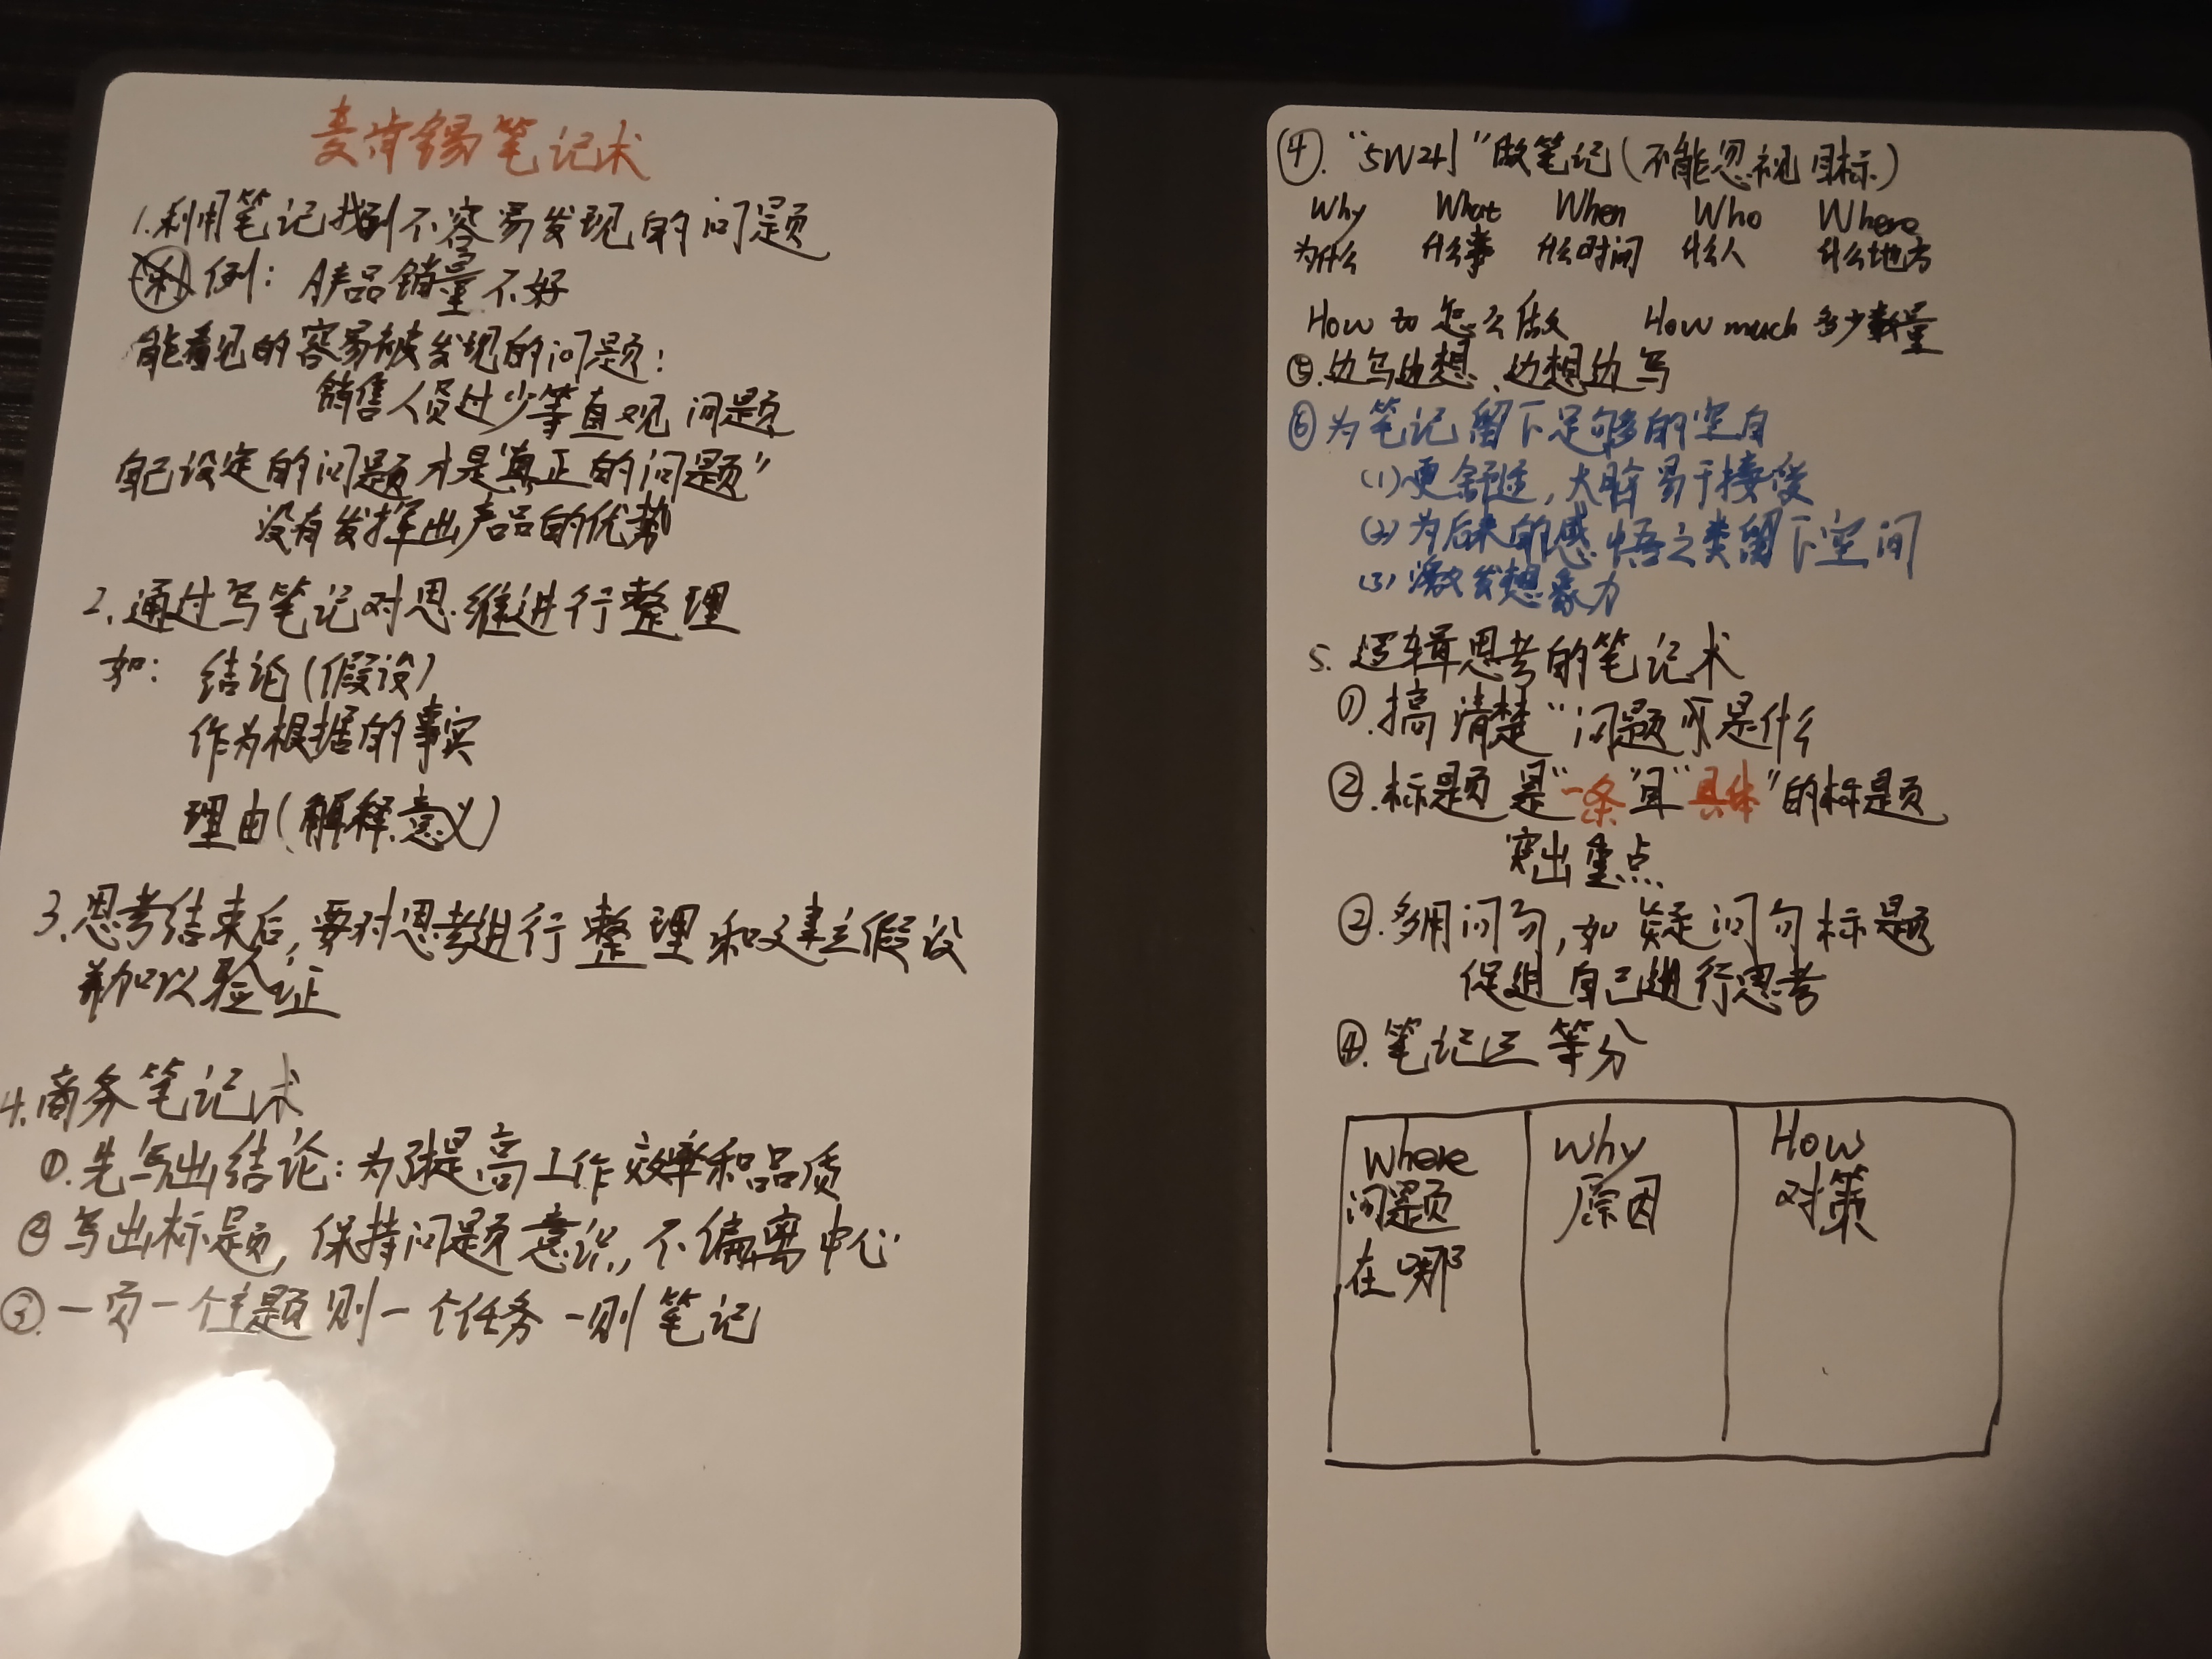 麦肯锡笔记术
1.利用笔记找到不容易发现的问题
例：A产品销量不好
能看见的容易被发现的问题：
销售人员过少等直观问题
自己设定的问题才是"真正的问题"
没有发挥出产品的优势
2.通过写笔记对思维进行整理
如：结论(假设)
作为根据的事实
理由(解释、意义)
3.思考结束后,要对思考进行整理和建立假设
并加以验证
4.商务笔记术
①.先写出结论：为了提高工作效率和品质
②写出标题,保持问题意识,不偏离中心
③.一页一个主题则一个任务一则笔记
④."5W2H"做笔记(不能忽视目标)
Why What When Who Where
为什么 什么事 什么时间 什么人 什么地方
How to 怎么做 How much 多少数量
⑤.边写边想、边想边写
⑥为笔记留下足够的空白
(1)更舒适,大脑易于接受
(2)为后来的感悟之类留下空间
(3)激发想象力
5.逻辑思考的笔记术
①.搞清楚"问题"是什么
②.标题是"一条"且"具体"的标题
突出重点
③.多用问句,如疑问句标题
促进自己进行思考
④.笔记三等分
Where Why How
问题 原因 对策
在哪